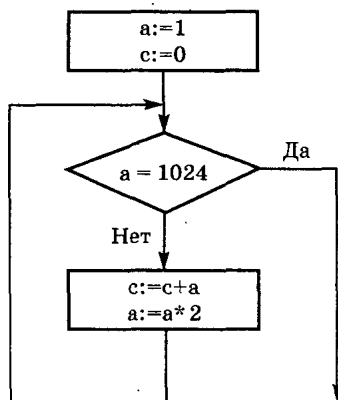 a:=1
c:=0
a = 1024
Да
Нет
c:=c+a
a:=a* 2